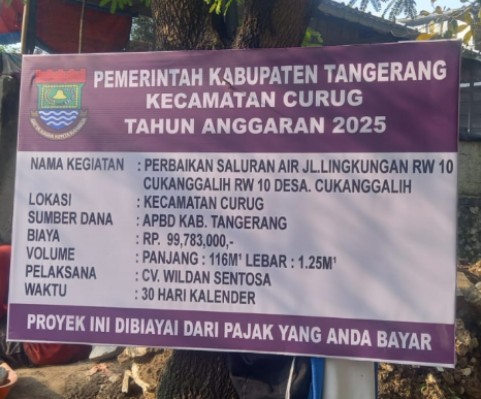 PEMERINTAH KABUPATEN TANGERANG
KECAMATAN CURUG
TAHUN ANGGARAN 2025
NAMA KEGIATAN : PERBAIKAN SALURAN AIR JL.LINGKUNGAN RW 10
CUKANGGALIH RW 10 DESA. CUKANGGALIH
LOKASI : KECAMATAN CURUG
SUMBER DANA : APBD KAB. TANGERANG
BIAYA : RP. 99,783,000,-
VOLUME : PANJANG : 116M¹ LEBAR : 1.25M¹
PELAKSANA : CV. WILDAN SENTOSA
WAKTU : 30 HARI KALENDER
PROYEK INI DIBIAYAI DARI PAJAK YANG ANDA BAYAR